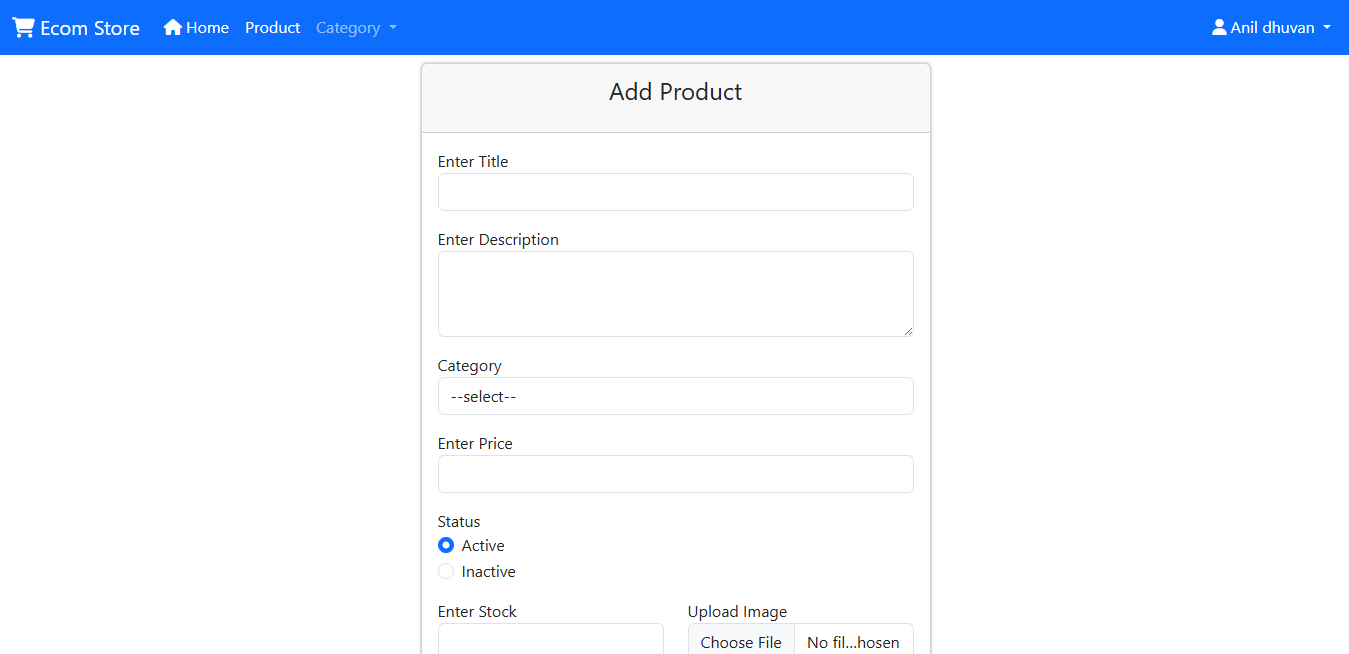 Ecom Store Home Product Category Anil dhuvan
Add Product
Enter Title
Enter Description
Category
--select--
Enter Price
Status
Active
Inactive
Enter Stock Upload Image
Choose File No fil...hosen